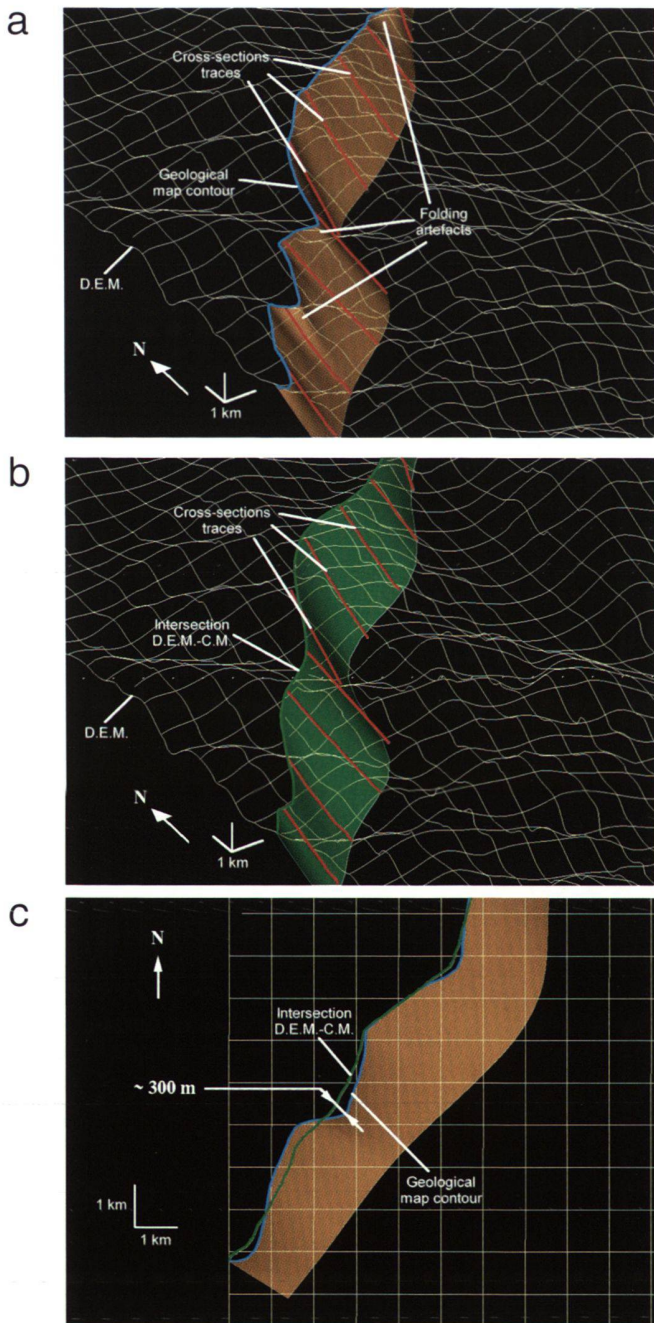 a
Cross-sections
traces
Geological
map contour
Folding
artefacts
D.E.M.
N
1 km
b
Cross-sections
traces
Intersection
D.E.M.-C.M.
D.E.M.
N
1 km
c
N
Intersection
D.E.M.-C.M.
~ 300 m
Geological
map contour
1 km
1 km